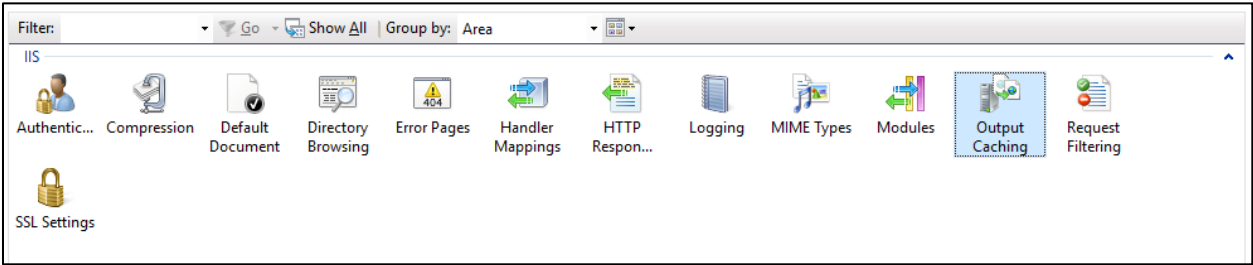 Filter: Go Show All Group by: Area
IIS
404
Authentic... Compression Default Document Directory Browsing Error Pages Handler Mappings HTTP Respon... Logging MIME Types Modules Output Caching Request Filtering
SSL Settings